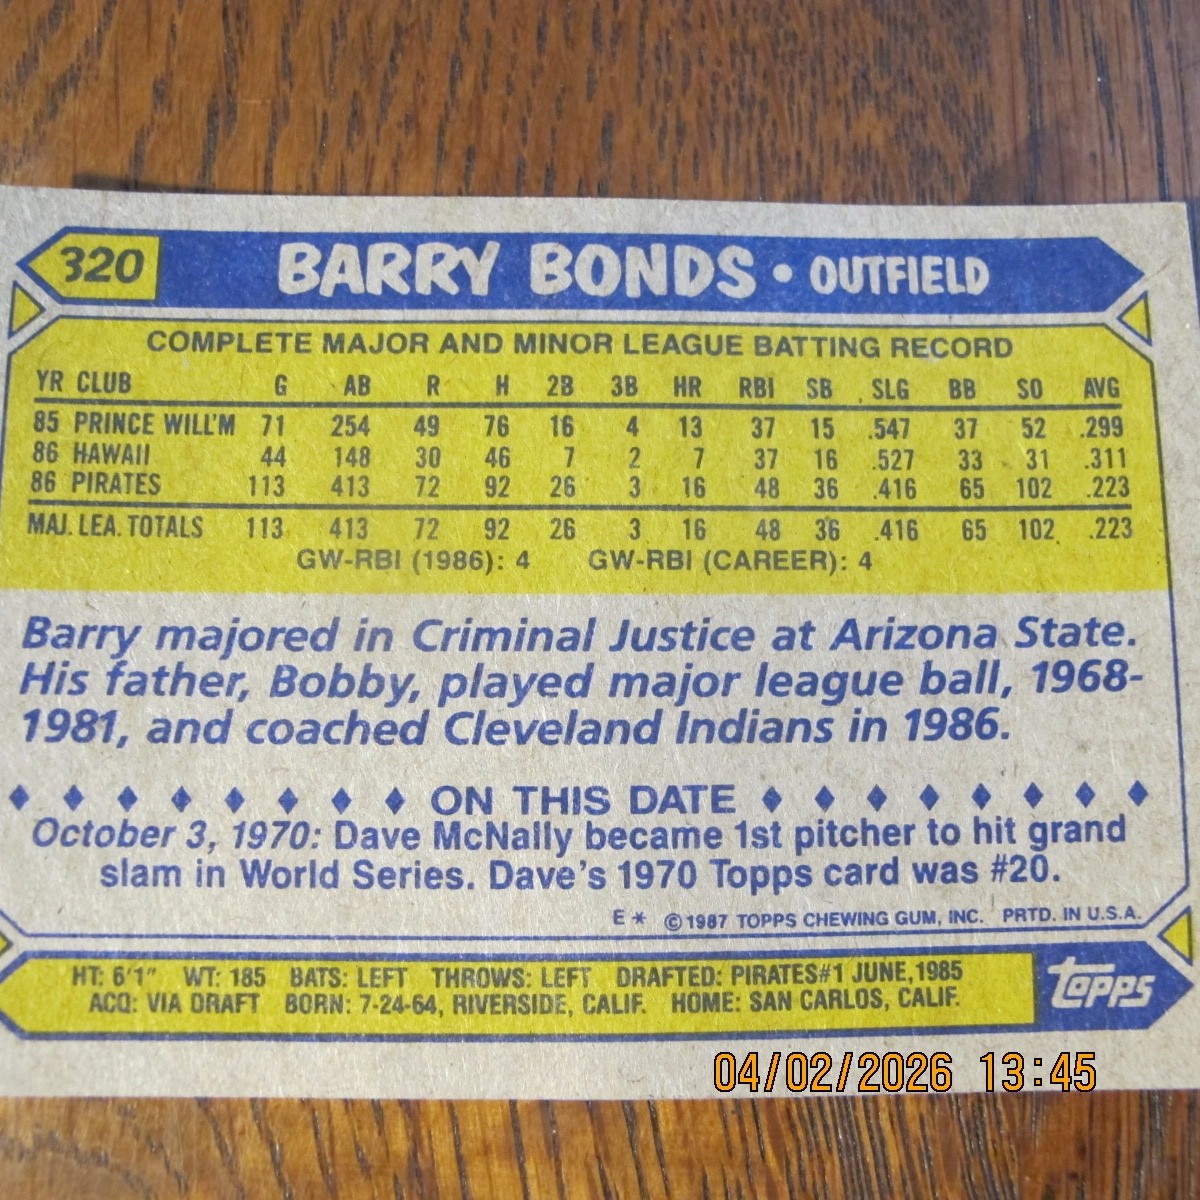 320 BARRY BONDS • OUTFIELD
COMPLETE MAJOR AND MINOR LEAGUE BATTING RECORD
YR CLUB G AB R H 2B 3B HR RBI SB SLG BB SO AVG
85 PRINCE WILL'M 71 254 49 76 16 4 13 37 15 .547 37 52 .299
86 HAWAII 44 148 30 46 7 2 7 37 16 .527 33 31 .311
86 PIRATES 113 413 72 92 26 3 16 48 36 .416 65 102 .223
MAJ. LEA. TOTALS 113 413 72 92 26 3 16 48 36 .416 65 102 .223
GW-RBI (1986): 4 GW-RBI (CAREER): 4
Barry majored in Criminal Justice at Arizona State.
His father, Bobby, played major league ball, 1968-
1981, and coached Cleveland Indians in 1986.
ON THIS DATE
October 3, 1970: Dave McNally became 1st pitcher to hit grand
slam in World Series. Dave's 1970 Topps card was #20.
E* ©1987 TOPPS CHEWING GUM, INC. PRTD. IN U.S.A.
HT: 6'1" WT: 185 BATS: LEFT THROWS: LEFT DRAFTED: PIRATES#1 JUNE, 1985
ACQ: VIA DRAFT BORN: 7-24-64, RIVERSIDE, CALIF. HOME: SAN CARLOS, CALIF.
topps
04/02/2026 13:45